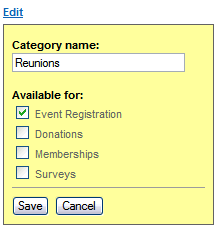 Edit
Category name:
Reunions
Available for:
Event Registration
Donations
Memberships
Surveys
Save Cancel